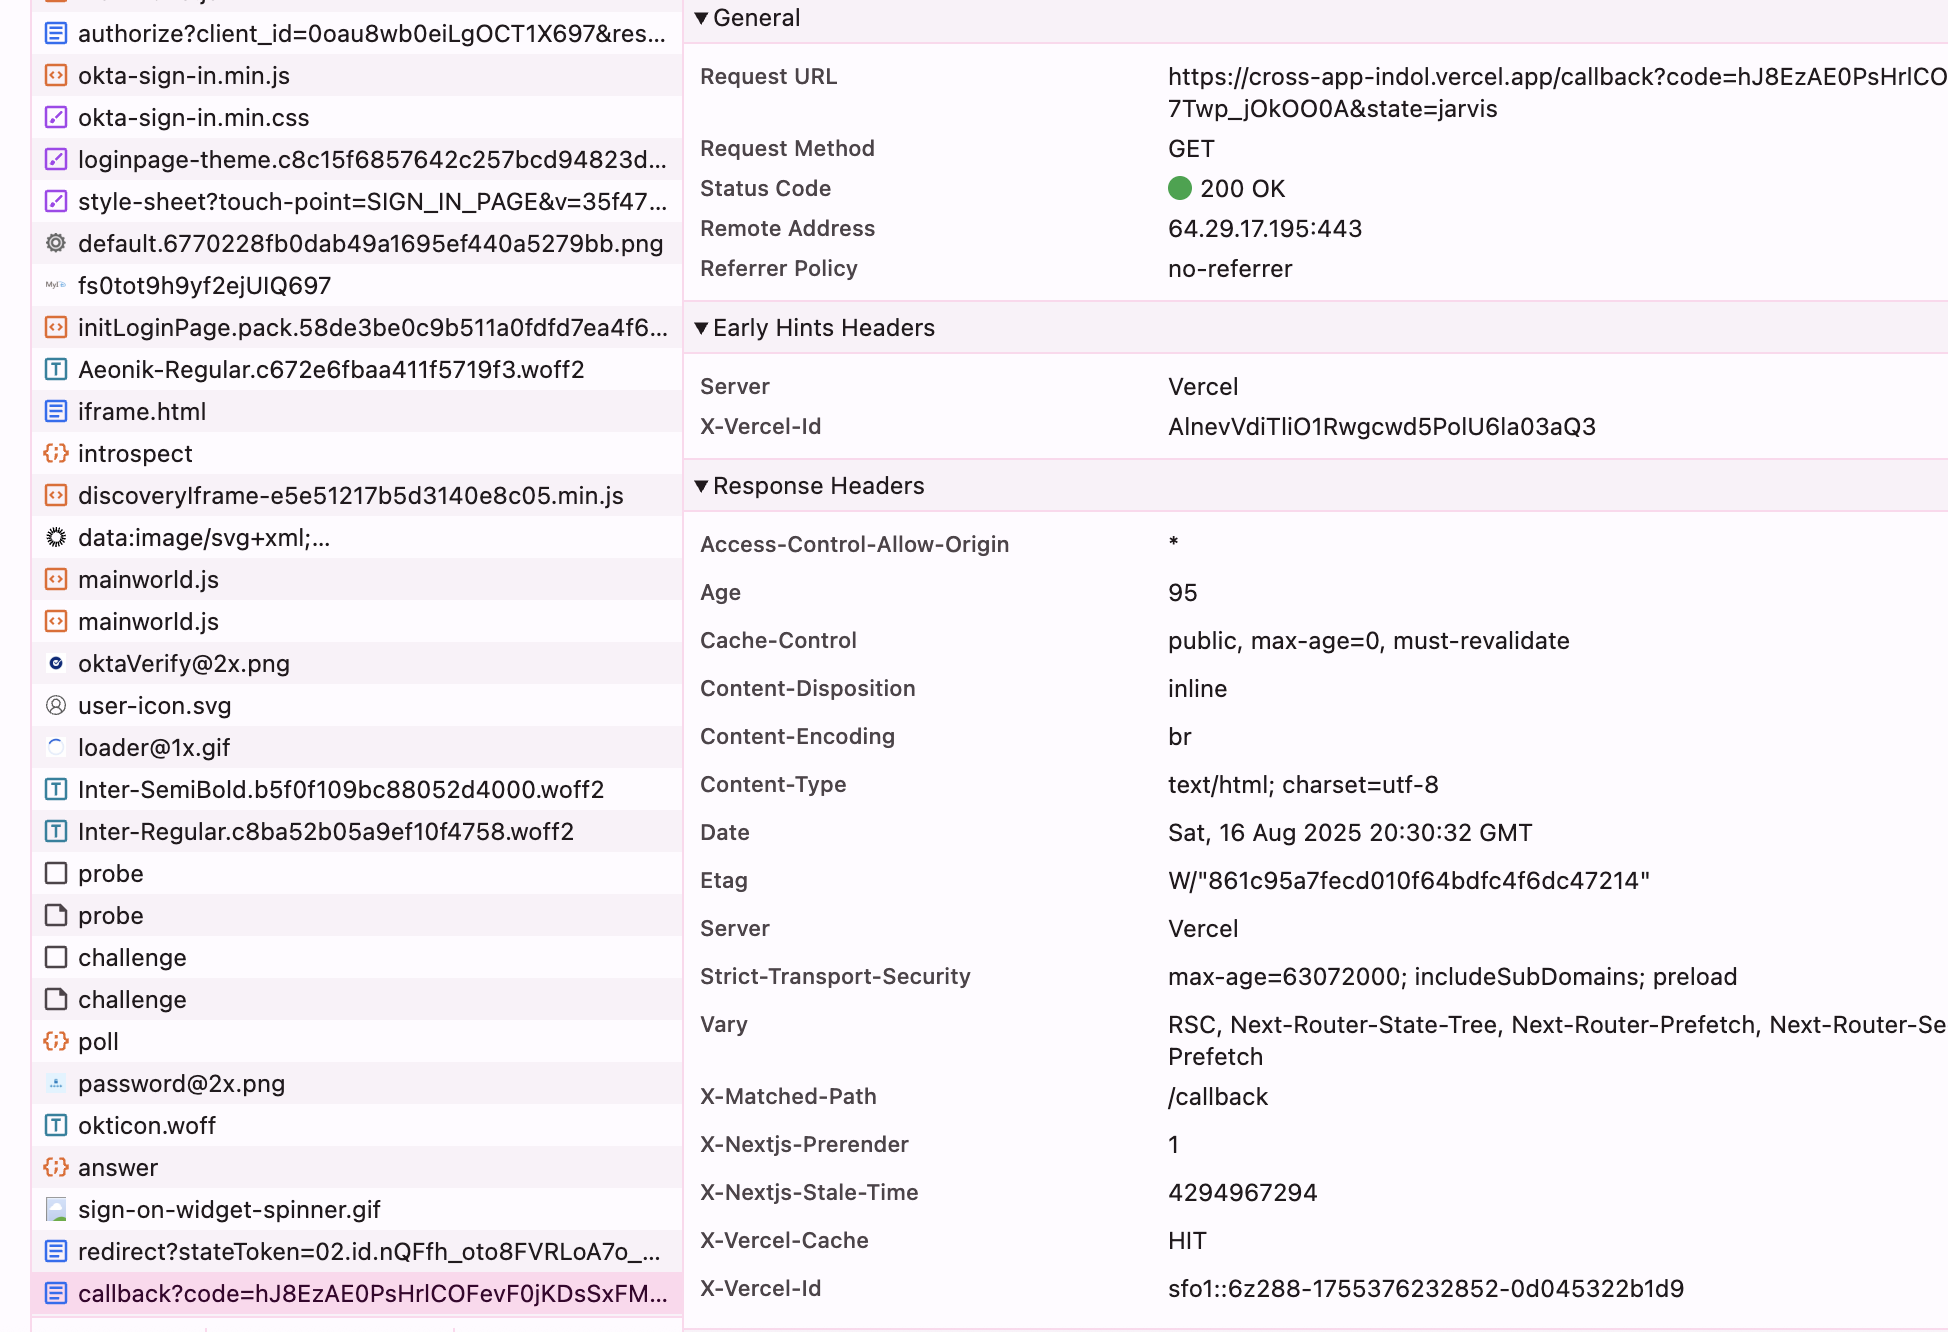 authorize?client_id=0oau8wb0eiLgOCT1X697&res...
okta-sign-in.min.js
okta-sign-in.min.css
loginpage-theme.c8c15f6857642c257bcd94823d...
style-sheet?touch-point=SIGN_IN_PAGE&v=35f47...
default.6770228fb0dab49a1695ef440a5279bb.png
fs0tot9h9yf2ejUIQ697
initLoginPage.pack.58de3be0c9b511a0fdfd7ea4f6...
Aeonik-Regular.c672e6fbaa411f5719f3.woff2
iframe.html
introspect
discoveryIframe-e5e51217b5d3140e8c05.min.js
data:image/svg+xml;...
mainworld.js
mainworld.js
oktaVerify@2x.png
user-icon.svg
loader@1x.gif
Inter-SemiBold.b5f0f109bc88052d4000.woff2
Inter-Regular.c8ba52b05a9ef10f4758.woff2
probe
probe
challenge
challenge
poll
password@2x.png
okticon.woff
answer
sign-on-widget-spinner.gif
redirect?stateToken=02.id.nQFfh_oto8FVRLoA7o_...
callback?code=hJ8EzAE0PsHrlCOFevF0jKDsSxFM...
General
Request URL https://cross-app-indol.vercel.app/callback?code=hJ8EzAE0PsHrlCO
7Twp_jOkOO0A&state=jarvis
Request Method GET
Status Code 200 OK
Remote Address 64.29.17.195:443
Referrer Policy no-referrer
Early Hints Headers
Server Vercel
X-Vercel-Id AlnevVdiTliO1Rwgcwd5PolU6la03aQ3
Response Headers
Access-Control-Allow-Origin *
Age 95
Cache-Control public, max-age=0, must-revalidate
Content-Disposition inline
Content-Encoding br
Content-Type text/html; charset=utf-8
Date Sat, 16 Aug 2025 20:30:32 GMT
Etag W/"861c95a7fecd010f64bdfc4f6dc47214"
Server Vercel
Strict-Transport-Security max-age=63072000; includeSubDomains; preload
Vary RSC, Next-Router-State-Tree, Next-Router-Prefetch, Next-Router-Se
Prefetch
X-Matched-Path /callback
X-Nextjs-Prerender 1
X-Nextjs-Stale-Time 4294967294
X-Vercel-Cache HIT
X-Vercel-Id sfo1::6z288-1755376232852-0d045322b1d9